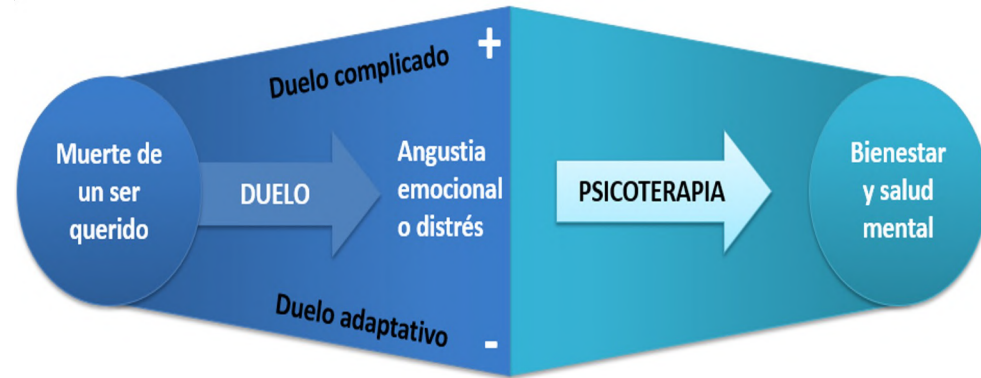 Muerte de
un ser
querido
DUELO
Duelo complicado
+
Angustia
emocional
o distrés
Duelo adaptativo
-
PSICOTERAPIA
Bienestar
y salud
mental